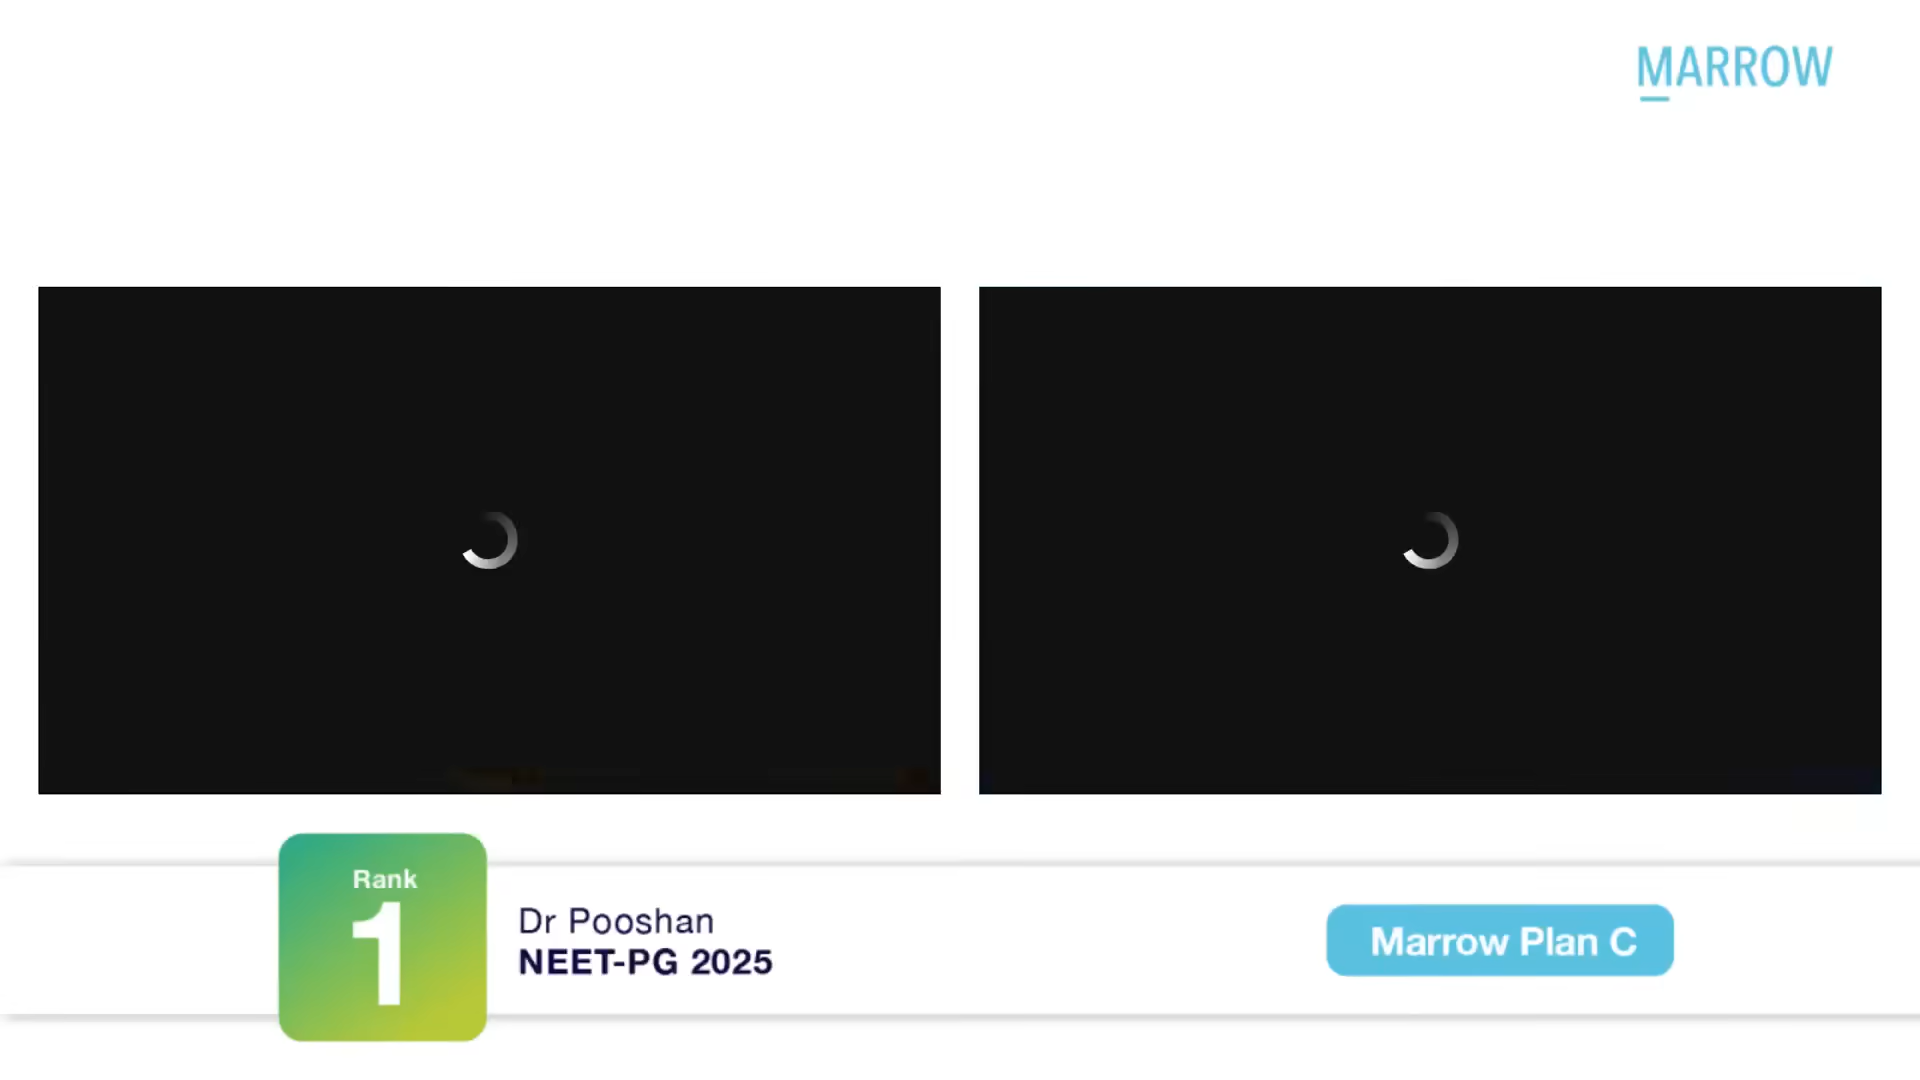 MARROW
Rank
1
Dr Pooshan
NEET-PG 2025
Marrow Plan C